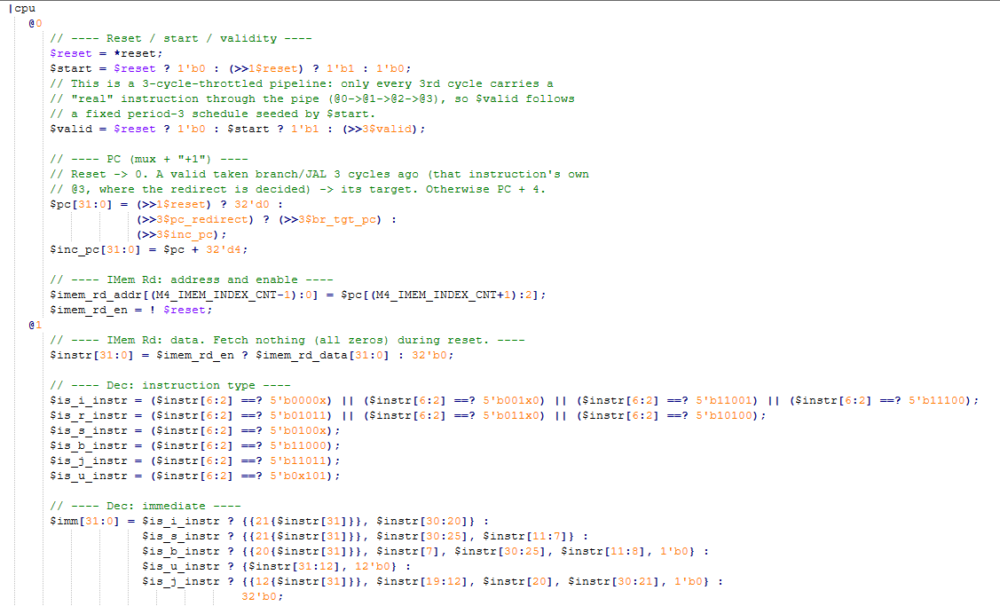 |cpu
@0
// ---- Reset / start / validity ----
$reset = *reset;
$start = $reset ? 1'b0 : (>>1$reset) ? 1'b1 : 1'b0;
// This is a 3-cycle-throttled pipeline: only every 3rd cycle carries a
// "real" instruction through the pipe (@0->@1->@2->@3), so $valid follows
// a fixed period-3 schedule seeded by $start.
$valid = $reset ? 1'b0 : $start ? 1'b1 : (>>3$valid);
// ---- PC (mux + "+1") ----
// Reset -> 0. A valid taken branch/JAL 3 cycles ago (that instruction's own
// @3, where the redirect is decided) -> its target. Otherwise PC + 4.
$pc[31:0] = (>>1$reset) ? 32'd0 :
(>>3$pc_redirect) ? (>>3$br_tgt_pc) :
(>>3$inc_pc);
$inc_pc[31:0] = $pc + 32'd4;
// ---- IMem Rd: address and enable ----
$imem_rd_addr[(M4_IMEM_INDEX_CNT-1):0] = $pc[(M4_IMEM_INDEX_CNT+1):2];
$imem_rd_en = ! $reset;
@1
// ---- IMem Rd: data. Fetch nothing (all zeros) during reset. ----
$instr[31:0] = $imem_rd_en ? $imem_rd_data[31:0] : 32'b0;
// ---- Dec: instruction type ----
$is_i_instr = ($instr[6:2] ==? 5'b0000x) || ($instr[6:2] ==? 5'b001x0) || ($instr[6:2] ==? 5'b11001) || ($instr[6:2] ==? 5'b11100);
$is_r_instr = ($instr[6:2] ==? 5'b01011) || ($instr[6:2] ==? 5'b011x0) || ($instr[6:2] ==? 5'b10100);
$is_s_instr = ($instr[6:2] ==? 5'b0100x);
$is_b_instr = ($instr[6:2] ==? 5'b11000);
$is_j_instr = ($instr[6:2] ==? 5'b11011);
$is_u_instr = ($instr[6:2] ==? 5'b0x101);
// ---- Dec: immediate ----
$imm[31:0] = $is_i_instr ? {{21{$instr[31]}}, $instr[30:20]} :
$is_s_instr ? {{21{$instr[31]}}, $instr[30:25], $instr[11:7]} :
$is_b_instr ? {{20{$instr[31]}}, $instr[7], $instr[30:25], $instr[11:8], 1'b0} :
$is_u_instr ? {$instr[31:12], 12'b0} :
$is_j_instr ? {{12{$instr[31]}}, $instr[19:12], $instr[20], $instr[30:21], 1'b0} :
32'b0;